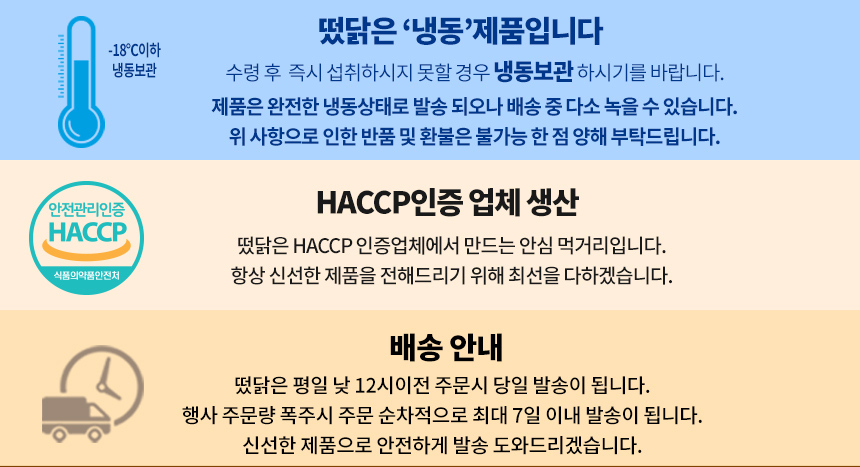 떴닭은 ‘냉동’제품입니다
-18℃이하
냉동보관
수령 후 즉시 섭취하시지 못할 경우 냉동보관 하시기를 바랍니다.
제품은 완전한 냉동상태로 발송 되오나 배송 중 다소 녹을 수 있습니다.
위 사항으로 인한 반품 및 환불은 불가능 한 점 양해 부탁드립니다.
안전관리인증
HACCP
식품의약품안전처
HACCP인증 업체 생산
떴닭은 HACCP 인증업체에서 만드는 안심 먹거리입니다.
항상 신선한 제품을 전해드리기 위해 최선을 다하겠습니다.
배송 안내
떴닭은 평일 낮 12시이전 주문시 당일 발송이 됩니다.
행사 주문량 폭주시 주문 순차적으로 최대 7일 이내 발송이 됩니다.
신선한 제품으로 안전하게 발송 도와드리겠습니다.